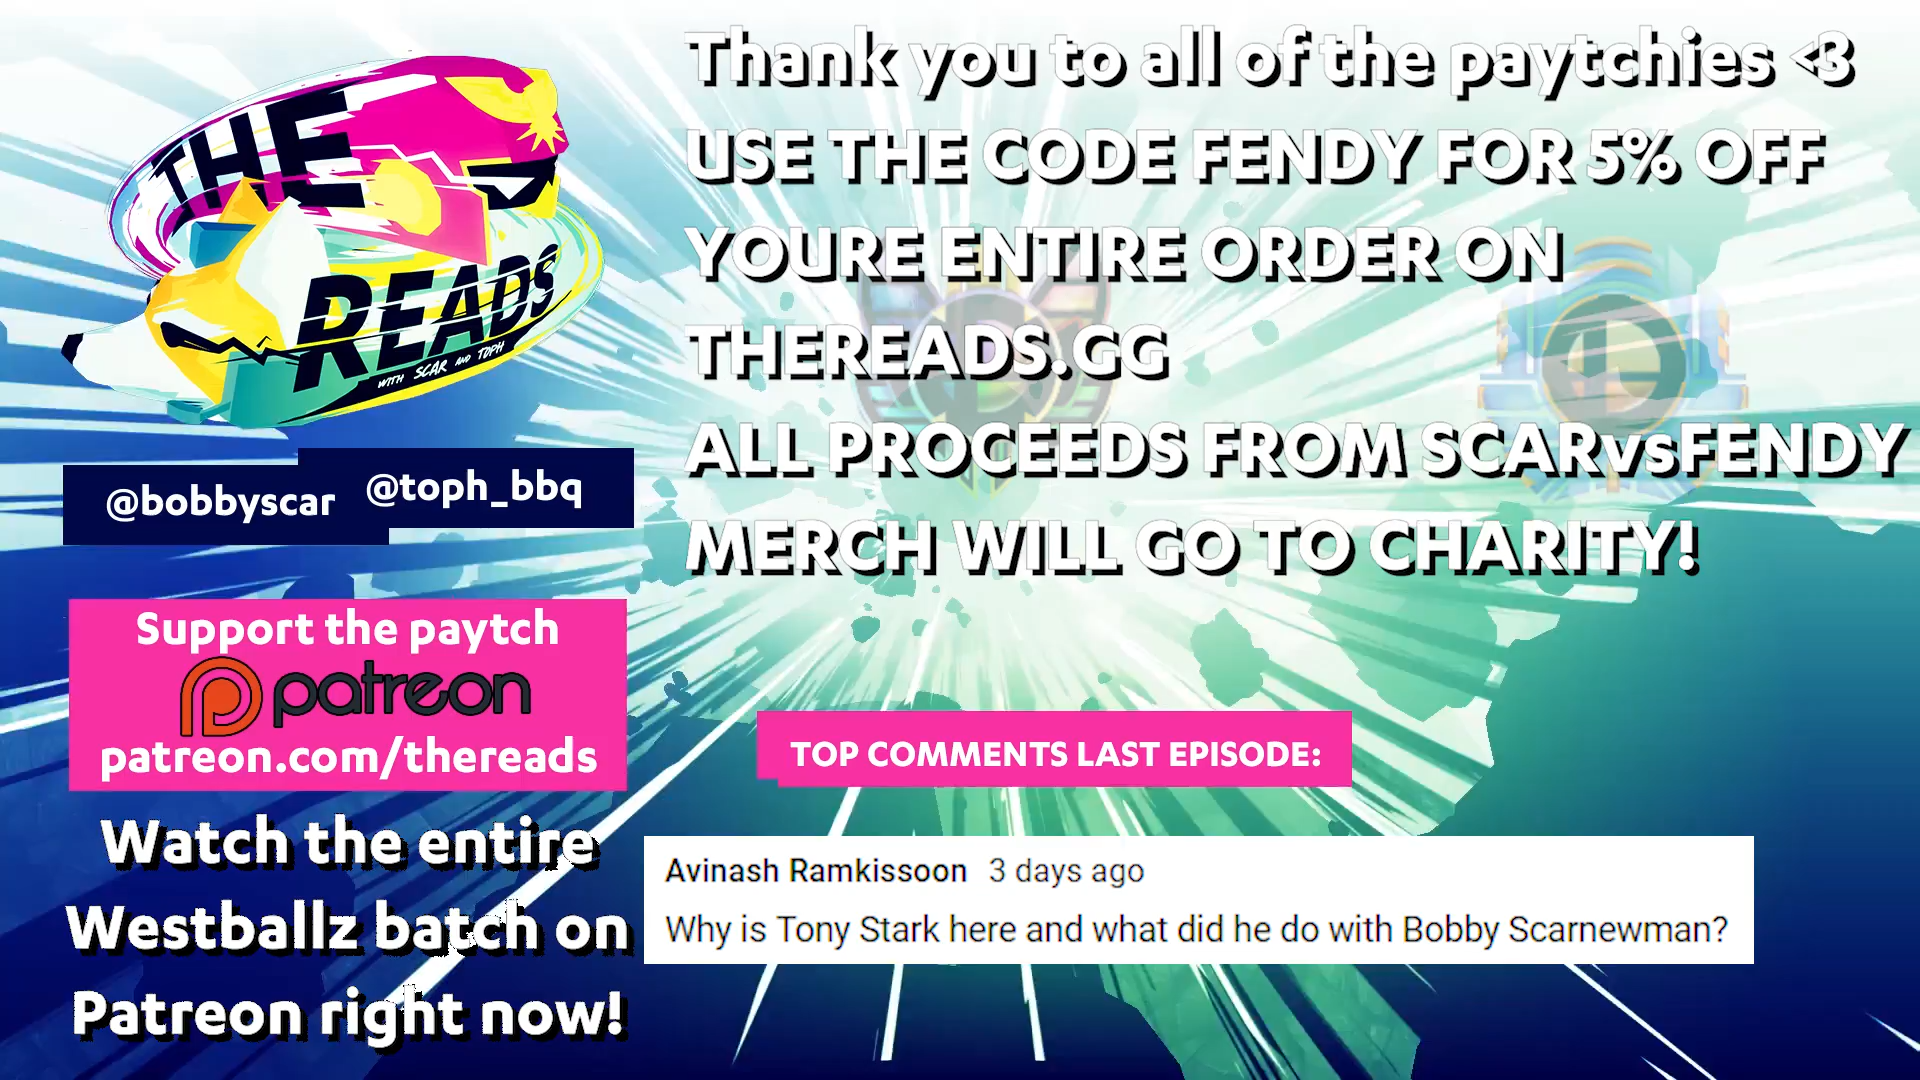 THE
READS
WITH SCAR AND TOPH
@bobbyscar
@toph_bbq
Support the paytch
patreon
patreon.com/thereads
Watch the entire
Westballz batch on
Patreon right now!
Thank you to all of the paytchies <3
USE THE CODE FENDY FOR 5% OFF
YOURE ENTIRE ORDER ON
THEREADS.GG
ALL PROCEEDS FROM SCARvsFENDY
MERCH WILL GO TO CHARITY!
TOP COMMENTS LAST EPISODE:
Avinash Ramkissoon 3 days ago
Why is Tony Stark here and what did he do with Bobby Scarnewman?